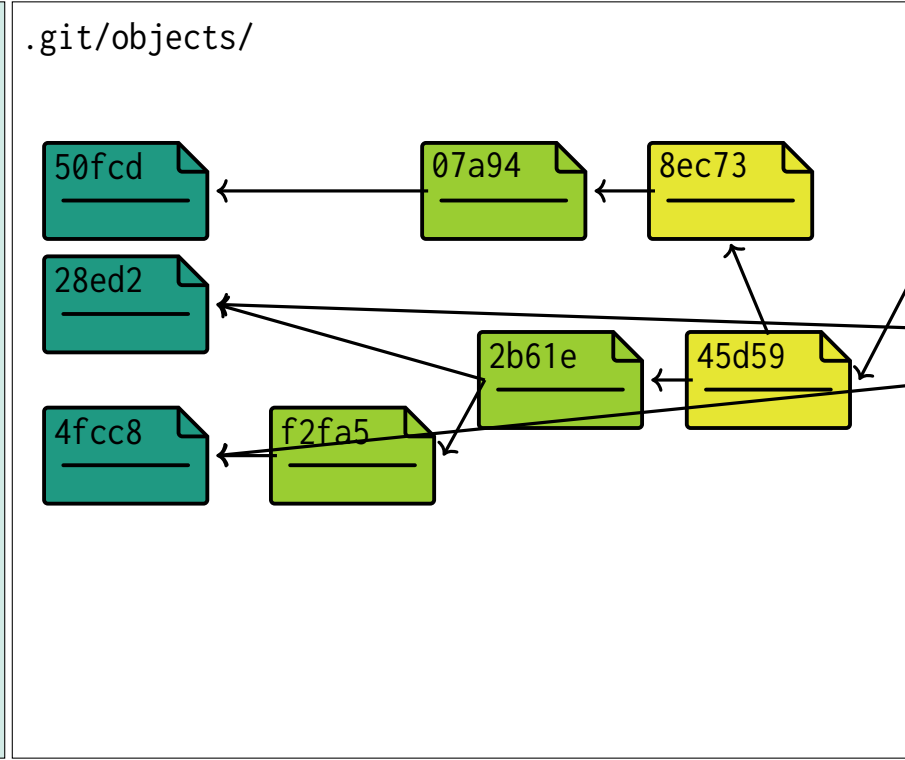 .git/objects/
50fcd
07a94
8ec73
28ed2
2b61e
45d59
4fcc8
f2fa5